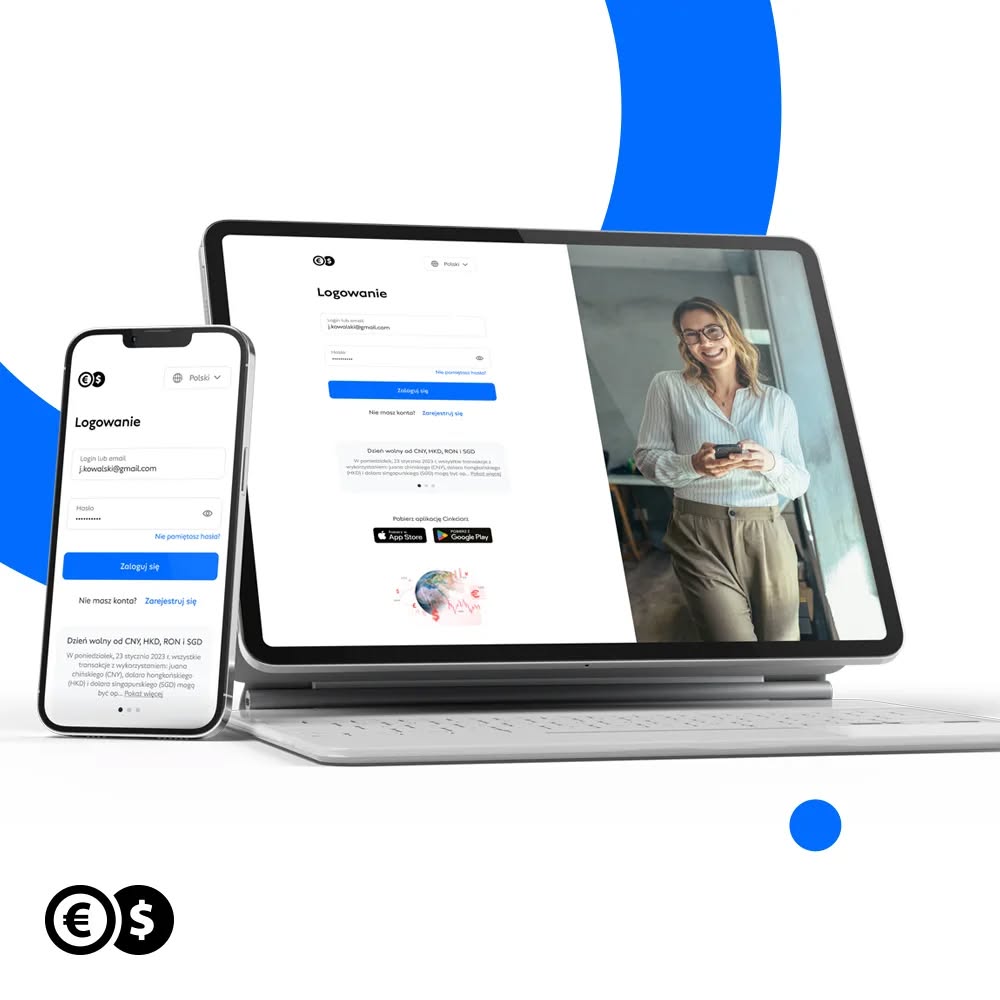 €$
Polski
Logowanie
Login lub email
j.kowalski@gmail.com
Hasło
••••••••••
Nie pamiętasz hasła?
Zaloguj się
Nie masz konta? Zarejestruj się
Dzień wolny od CNY, HKD, RON i SGD
W poniedziałek, 23 stycznia 2023 r. wszystkie
transakcje z wykorzystaniem: juana
chińskiego (CNY), dolara hongkońskiego
(HKD) i dolara singapurskiego (SGD) mogą
być op... Pokaż więcej
€$
Polski
Logowanie
Login lub email
j.kowalski@gmail.com
Hasło
••••••••••
Nie pamiętasz hasła?
Zaloguj się
Nie masz konta? Zarejestruj się
Dzień wolny od CNY, HKD, RON i SGD
W poniedziałek, 23 stycznia 2023 r. wszystkie transakcje z
wykorzystaniem: juana chińskiego (CNY), dolara hongkońskiego
(HKD) i dolara singapurskiego (SGD) mogą być op... Pokaż więcej
Pobierz aplikację Cinkciarz
App Store
Google Play
€$